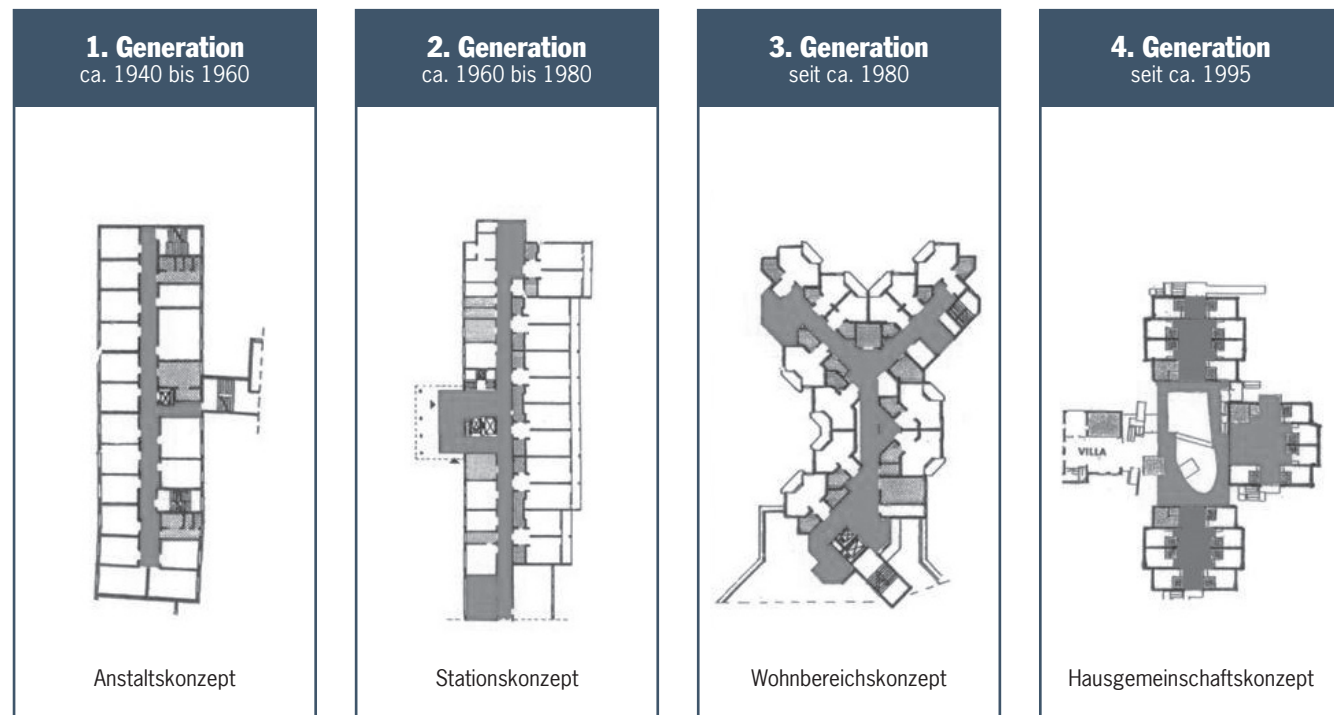 1. Generation
ca. 1940 bis 1960
Anstaltskonzept
2. Generation
ca. 1960 bis 1980
Stationskonzept
3. Generation
seit ca. 1980
Wohnbereichskonzept
4. Generation
seit ca. 1995
VILLA
Hausgemeinschaftskonzept